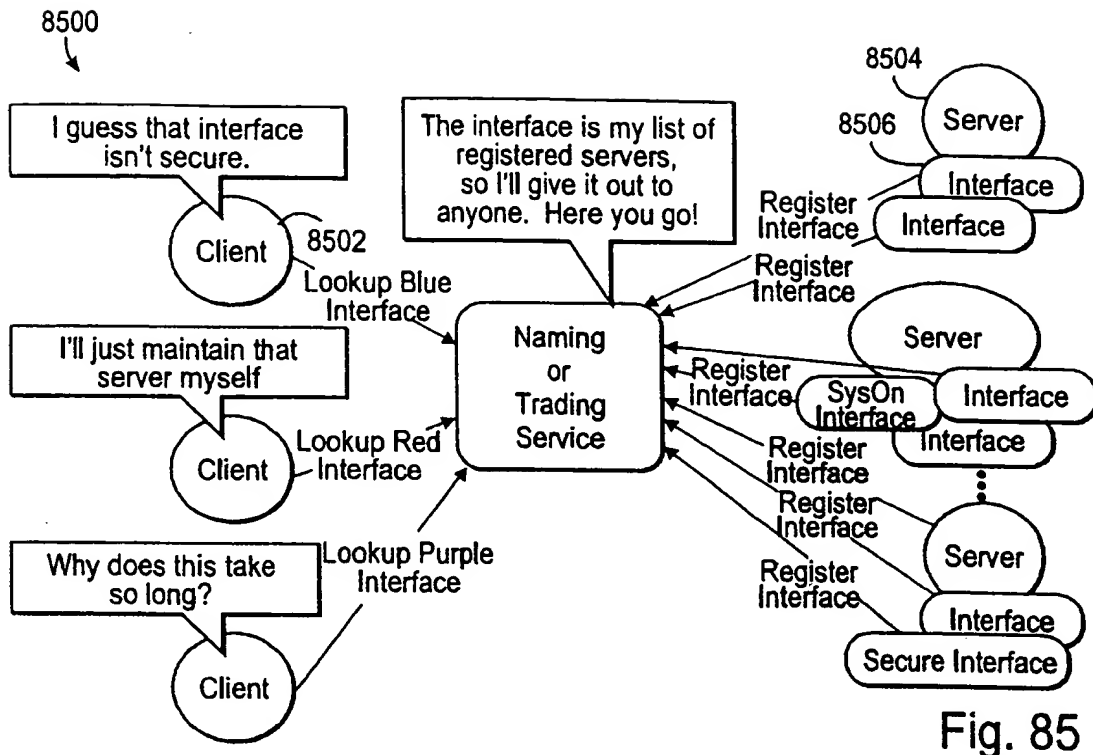 8500
I guess that interface
isn't secure.
Client
8502
Lookup Blue
Interface
I'll just maintain that
server myself
Client
Lookup Red
Interface
Why does this take
so long?
Client
Lookup Purple
Interface
The interface is my list of
registered servers,
so I'll give it out to
anyone. Here you go!
Naming
or
Trading
Service
8504
Server
8506
Interface
Interface
Register
Interface
Register
Interface
Server
Interface
SysOn
Interface
Interface
Register
Interface
Register
Interface
Register
Interface
Server
Interface
Secure Interface
Register
Interface
Fig. 85